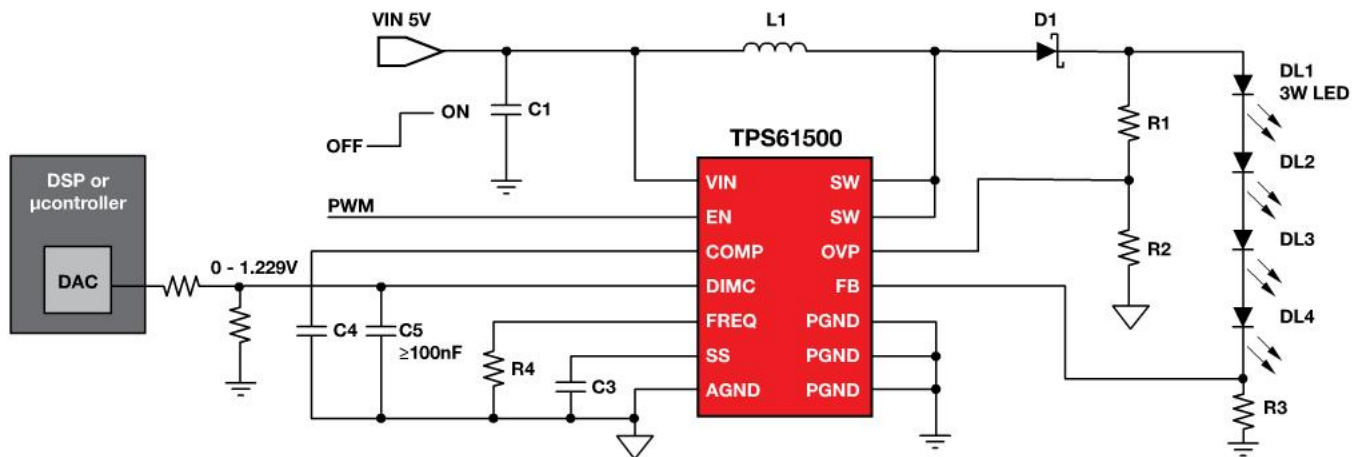 VIN 5V
L1
D1
DL1
3W LED
ON
OFF
C1
R1
TPS61500
DSP or
µcontroller
DAC
PWM
0 - 1.229V
VIN
EN
COMP
DIMC
FREQ
SS
AGND
SW
SW
OVP
FB
PGND
PGND
PGND
DL2
R2
DL3
DL4
C4
C5
≥100nF
R4
C3
R3